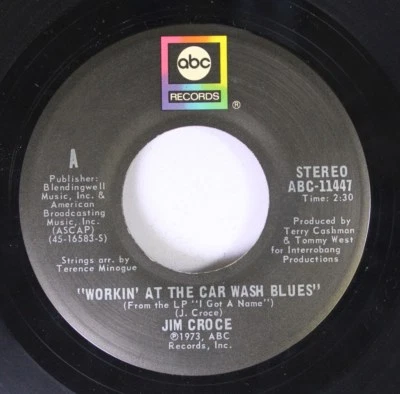 abc
RECORDS
®
A
Publisher:
Blendingwell
Music, Inc. &
American
Broadcasting
Music, Inc.
(ASCAP)
(45-16583-S)
Strings arr. by
Terence Minogue
STEREO
ABC-11447
Time: 2:30
Produced by
Terry Cashman
& Tommy West
for Interrobang
Productions
"WORKIN' AT THE CAR WASH BLUES"
(From the LP "I Got A Name")
(J. Croce)
JIM CROCE
℗1973, ABC
Records, Inc.